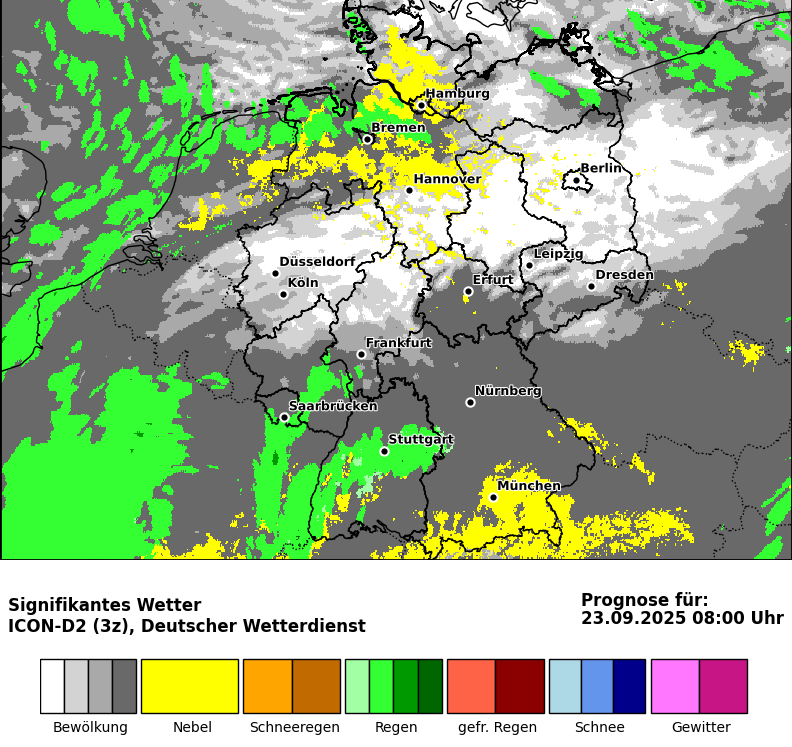 Hamburg
Bremen
Hannover
Berlin
Düsseldorf
Köln
Leipzig
Erfurt
Dresden
Frankfurt
Nürnberg
Saarbrücken
Stuttgart
München
Signifikantes Wetter
ICON-D2 (3z), Deutscher Wetterdienst
Prognose für:
23.09.2025 08:00 Uhr
Bewölkung Nebel Schneeregen Regen gefr. Regen Schnee Gewitter